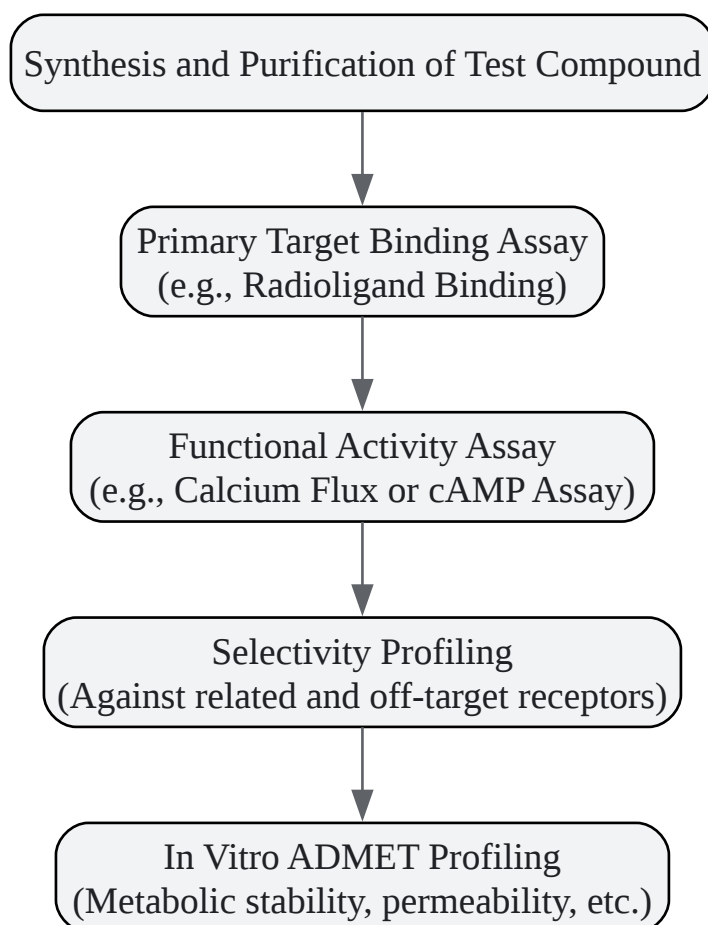 Synthesis and Purification of Test Compound
Primary Target Binding Assay
(e.g., Radioligand Binding)
Functional Activity Assay
(e.g., Calcium Flux or cAMP Assay)
Selectivity Profiling
(Against related and off-target receptors)
In Vitro ADMET Profiling
(Metabolic stability, permeability, etc.)